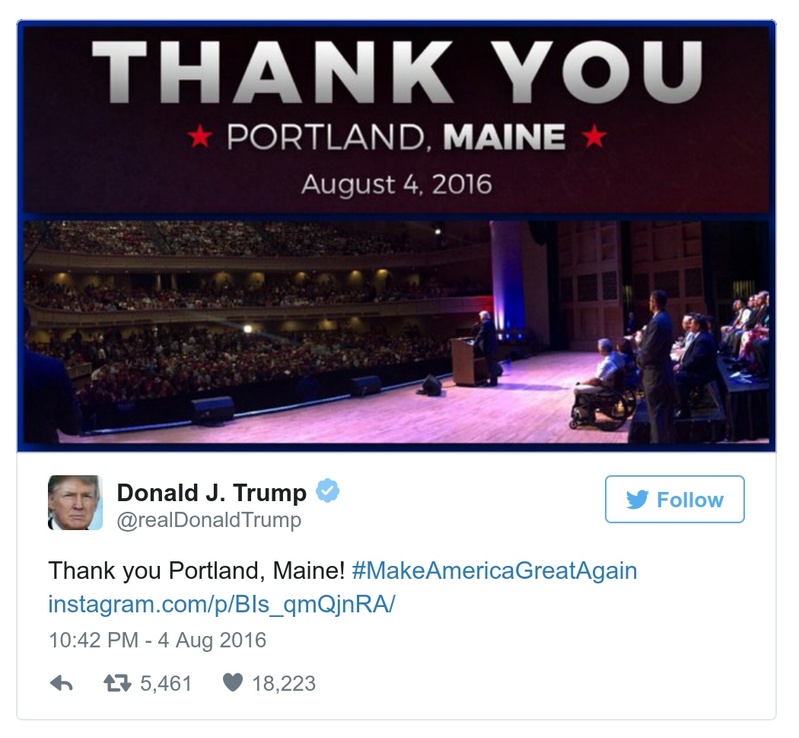 THANK YOU
PORTLAND, MAINE
August 4, 2016
Donald J. Trump
@realDonaldTrump
Follow
Thank you Portland, Maine! #MakeAmericaGreatAgain
instagram.com/p/BIs_qmQjnRA/
10:42 PM - 4 Aug 2016
5,461 18,223